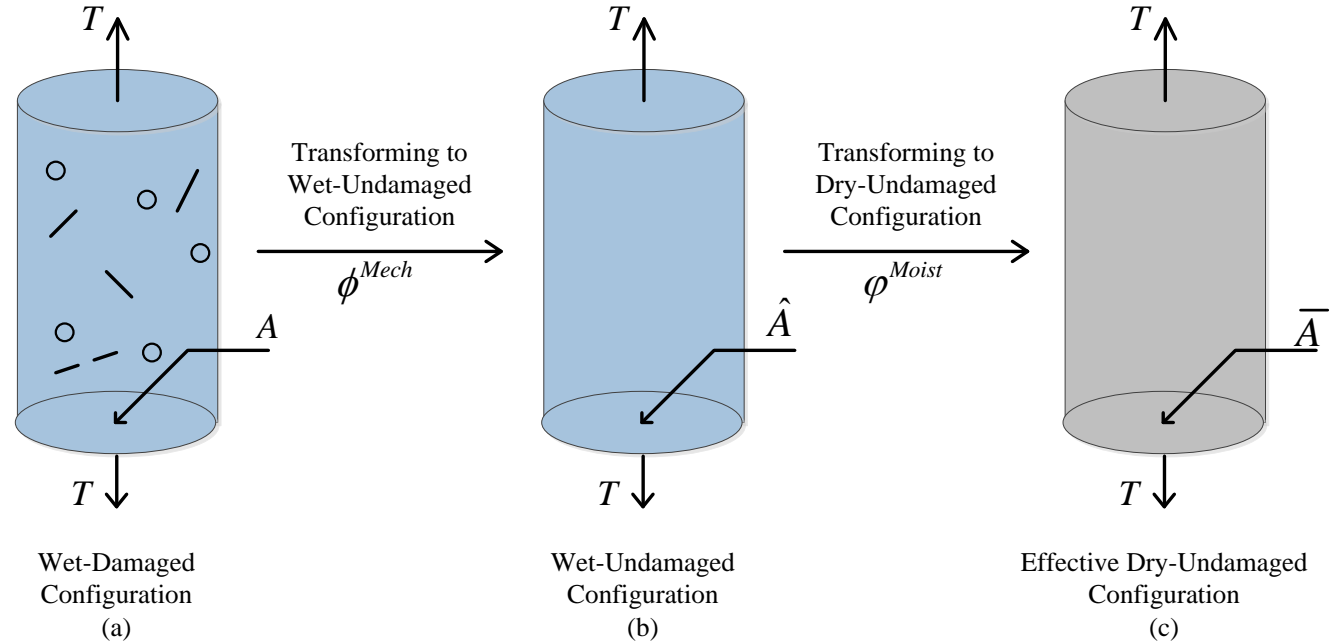 T
T
T
Transforming to
Wet-Undamaged
Configuration
ϕ^Mech
Transforming to
Dry-Undamaged
Configuration
φ^Moist
A
Â
A̅
T
T
T
Wet-Damaged
Configuration
(a)
Wet-Undamaged
Configuration
(b)
Effective Dry-Undamaged
Configuration
(c)